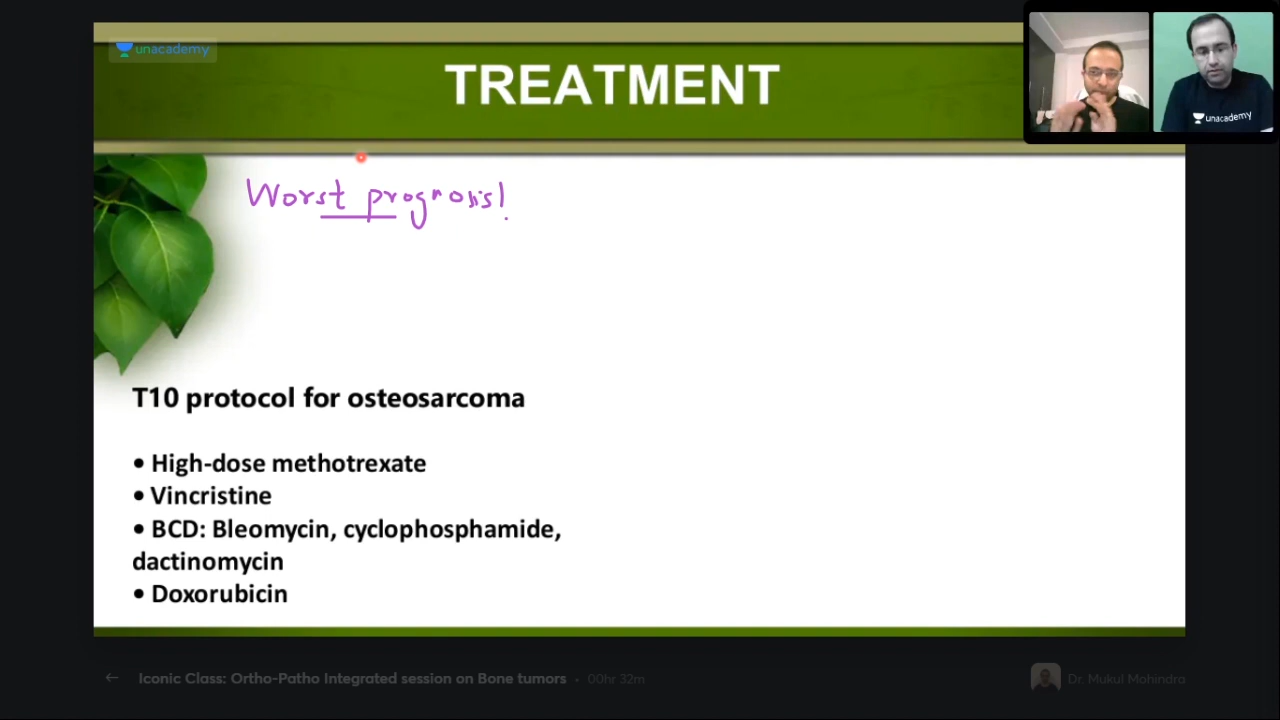 unacademy
TREATMENT
unacademy
Worst prognosis!
T10 protocol for osteosarcoma
• High-dose methotrexate
• Vincristine
• BCD: Bleomycin, cyclophosphamide,
dactinomycin
• Doxorubicin
← Iconic Class: Ortho-Patho Integrated session on Bone tumors • 00hr 32m
Dr. Mukul Mohindra